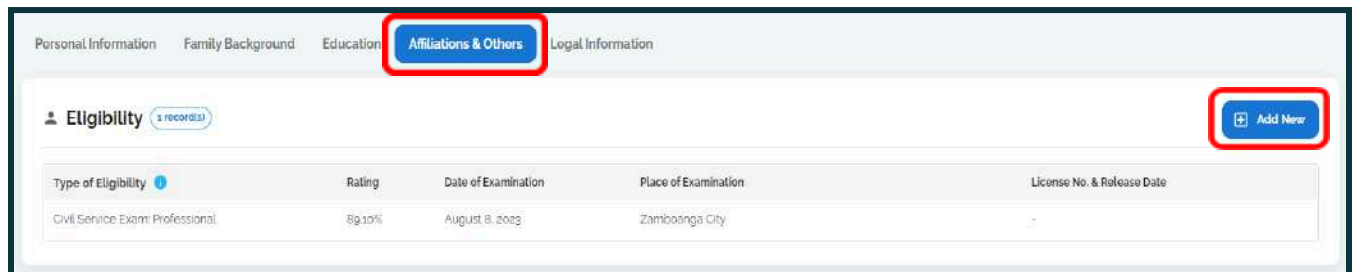 Personal Information Family Background Education Affiliations & Others Legal Information
Eligibility 1 record(s) Add New
Type of Eligibility Rating Date of Examination Place of Examination License No. & Release Date
Civil Service Exam: Professional 89.10% August 8, 2023 Zamboanga City -